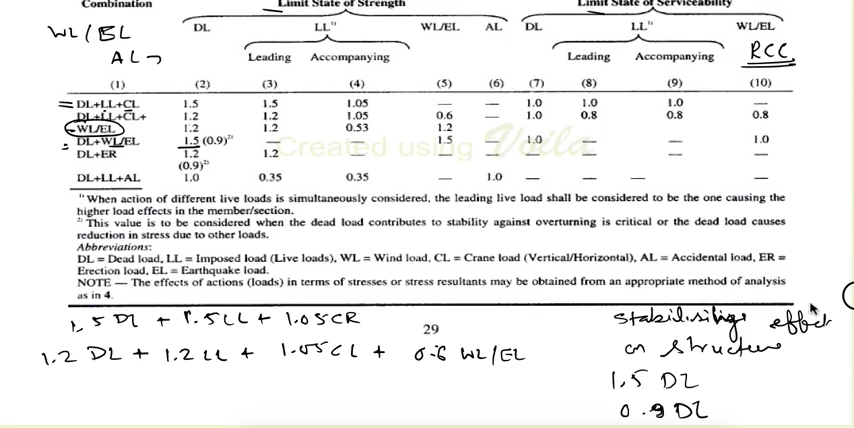 Combination Limit State of Strength Limit State of Serviceability
WL/EL DL LL¹⁾ WL/EL AL DL LL¹⁾ WL/EL
AL
Leading Accompanying Leading Accompanying RCC
(1) (2) (3) (4) (5) (6) (7) (8) (9) (10)
DL+LL+CL 1.5 1.5 1.05 — — 1.0 1.0 1.0 —
DL+LL+CL+ 1.2 1.2 1.05 0.6 — 1.0 0.8 0.8 0.8
WL/EL 1.2 1.2 0.53 1.2
DL+WL/EL 1.5 (0.9)²⁾ — — 1.5 — 1.0 — — 1.0
DL+ER 1.2 1.2 — — — — — — —
(0.9)²⁾
DL+LL+AL 1.0 0.35 0.35 — 1.0 — — — —
Created using Voila
¹⁾ When action of different live loads is simultaneously considered, the leading live load shall be considered to be the one causing the
higher load effects in the member/section.
²⁾ This value is to be considered when the dead load contributes to stability against overturning is critical or the dead load causes
reduction in stress due to other loads.
Abbreviations:
DL = Dead load, LL = Imposed load (Live loads), WL = Wind load, CL = Crane load (Vertical/Horizontal), AL = Accidental load, ER =
Erection load, EL = Earthquake load.
NOTE — The effects of actions (loads) in terms of stresses or stress resultants may be obtained from an appropriate method of analysis
as in 4.
1.5 DL + 1.5LL + 1.05CR
29
1.2 DL + 1.2 LL + 1.05CL + 0.6 WL/EL
effect
on structure
1.5 DL
0.9 DL